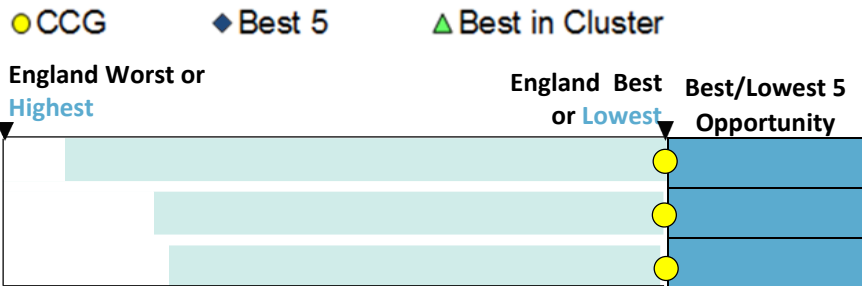 CCG Best 5 Best in Cluster
England Worst or
Highest
England Best
or Lowest
Best/Lowest 5
Opportunity